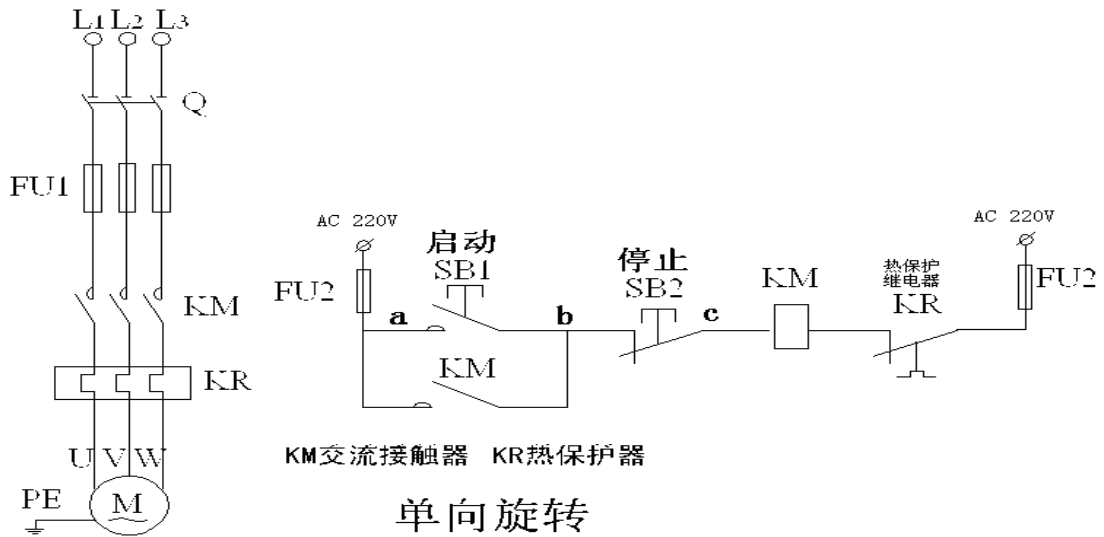 L1 L2 L3
Q
FU1
KM
KR
U V W
PE
M
AC 220V
FU2
启动
SB1
a
b
KM
停止
SB2
c
KM
热保护
继电器
KR
AC 220V
FU2
KM交流接触器 KR热保护器
单向旋转